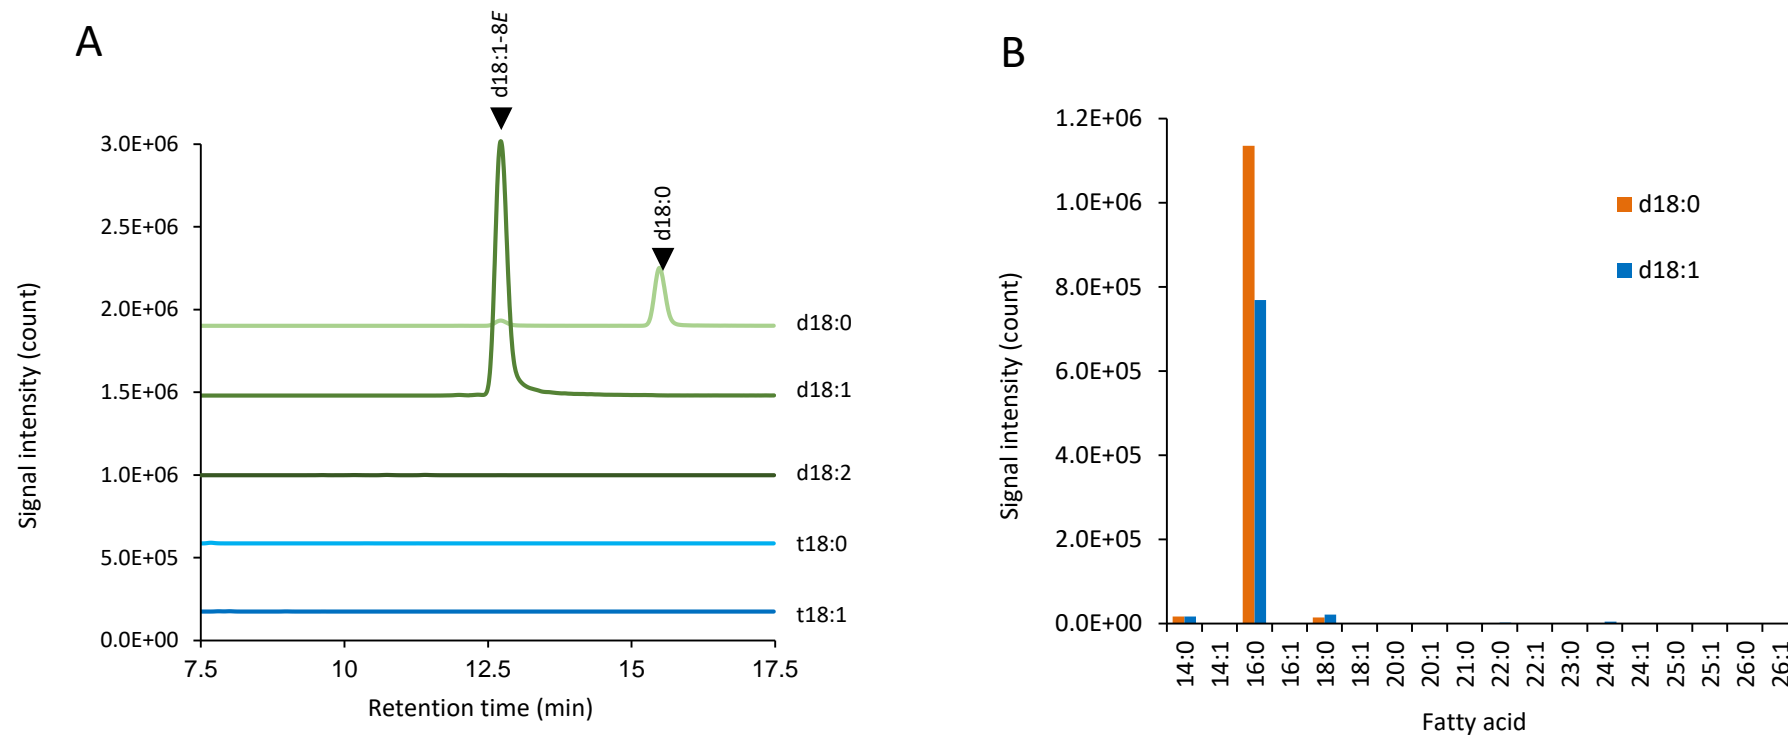 A
d18:1-8E
d18:0
3.0E+06
2.5E+06
2.0E+06
1.5E+06
1.0E+06
5.0E+05
0.0E+00
Signal intensity (count)
d18:0
d18:1
d18:2
t18:0
t18:1
7.5 10 12.5 15 17.5
Retention time (min)
B
1.2E+06
1.0E+06
8.0E+05
6.0E+05
4.0E+05
2.0E+05
0.0E+00
Signal intensity (count)
d18:0
d18:1
14:0
14:1
16:0
16:1
18:0
18:1
20:0
20:1
21:0
22:0
22:1
23:0
24:0
24:1
25:0
25:1
26:0
26:1
Fatty acid